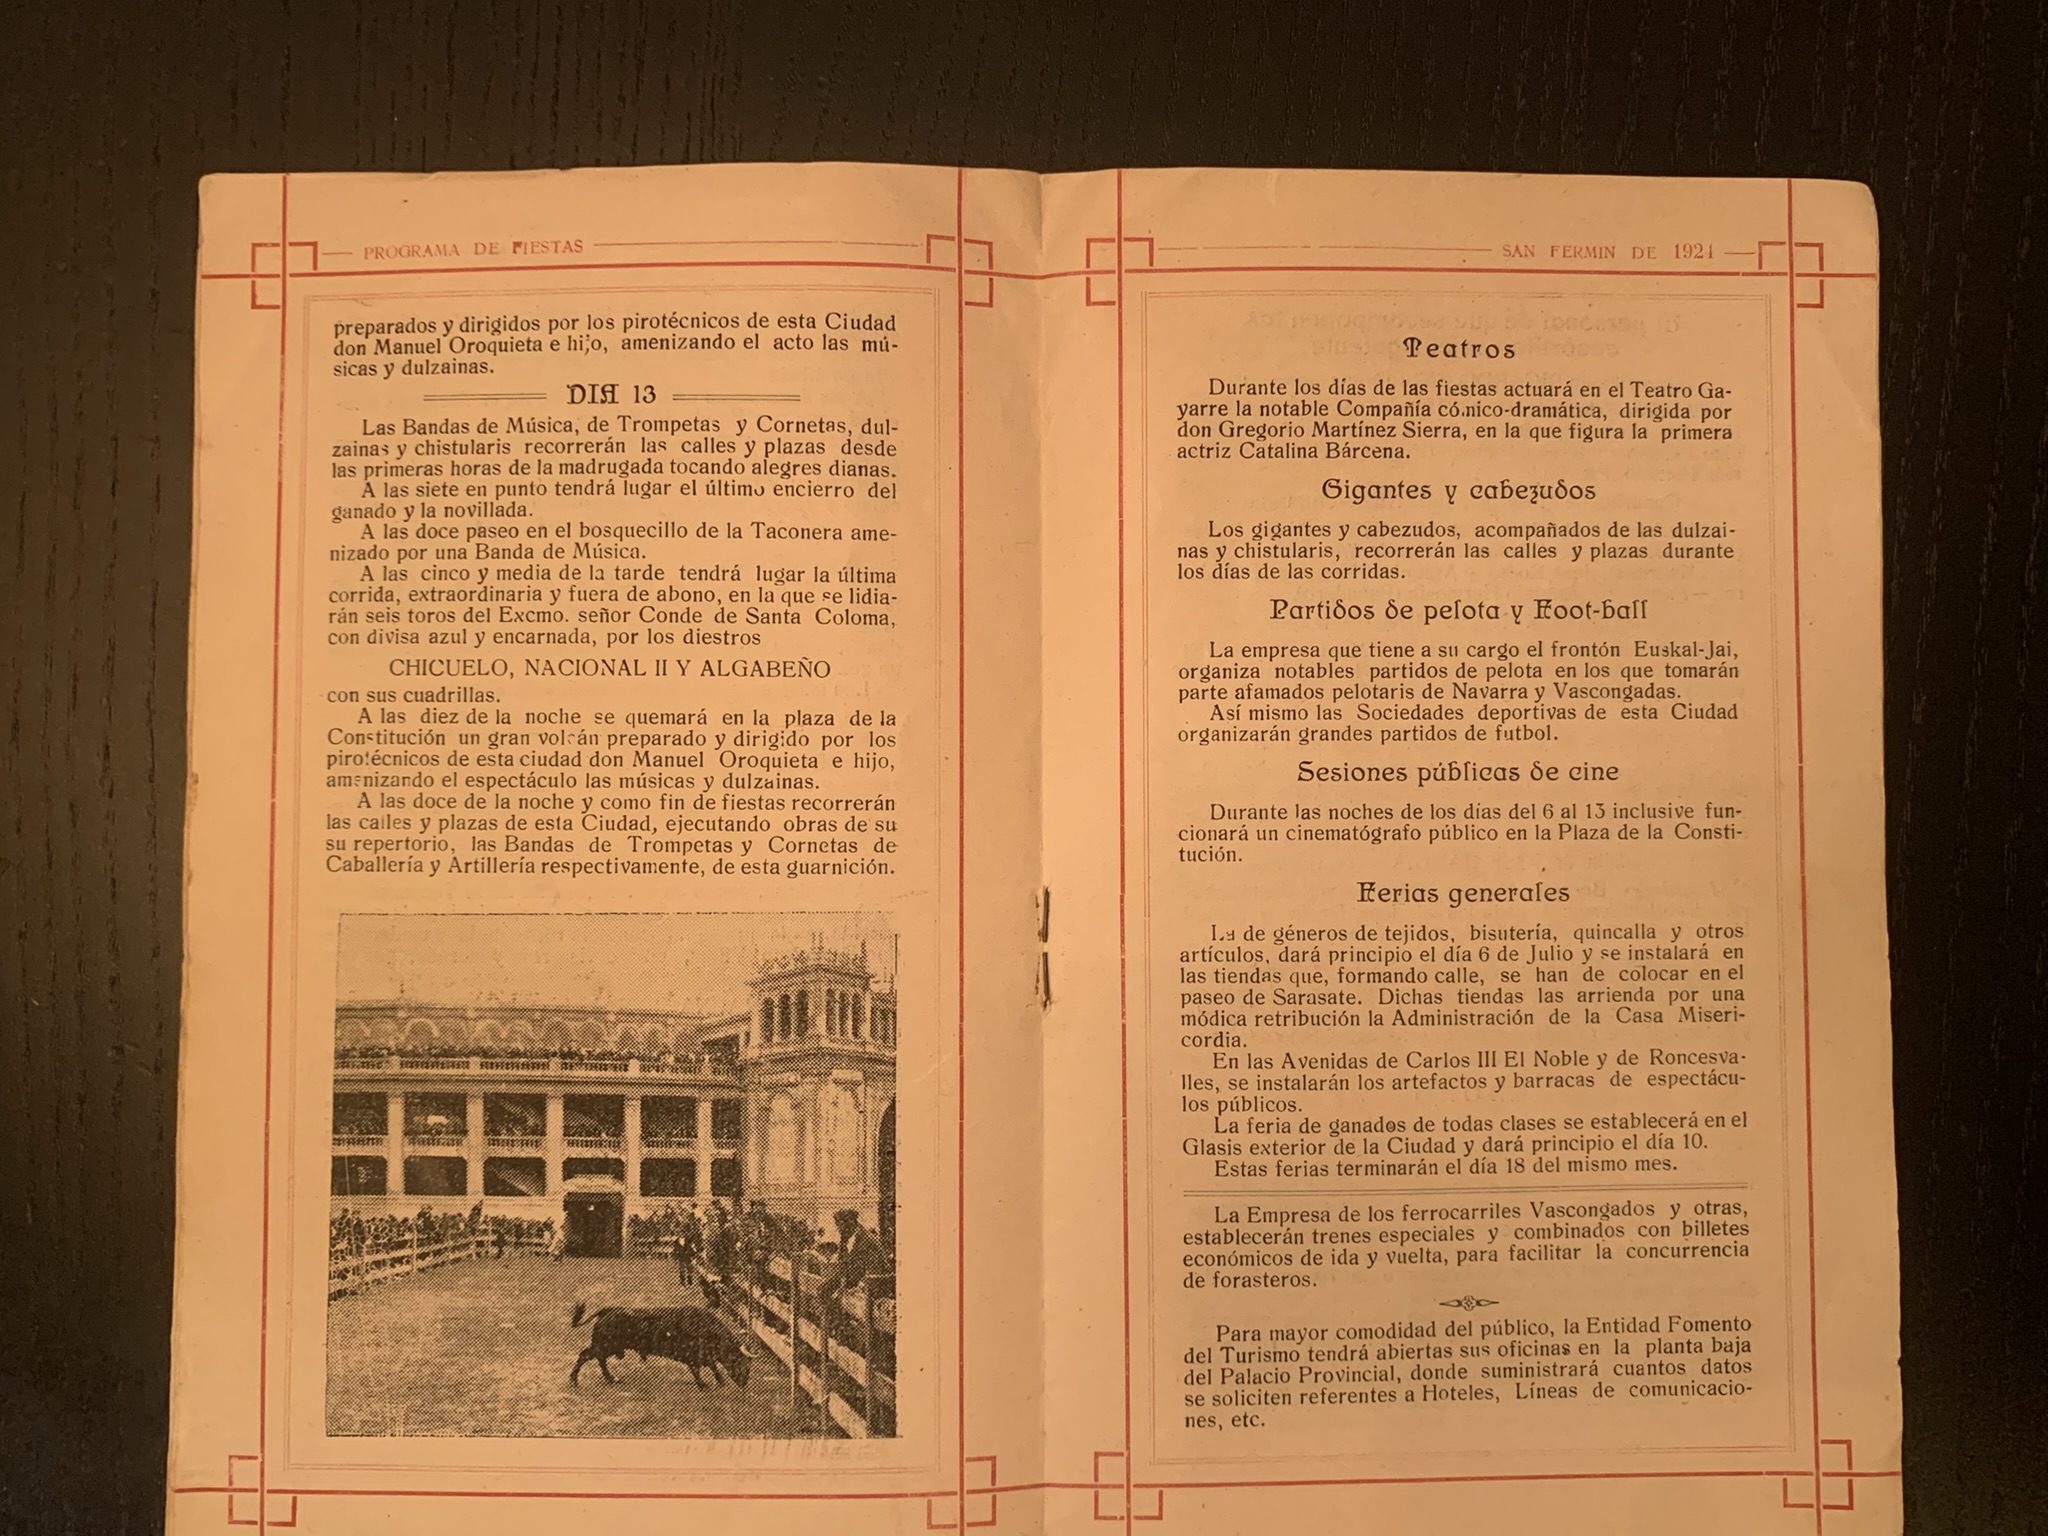 PROGRAMA DE FIESTAS
preparados y dirigidos por los pirotécnicos de esta Ciudad
don Manuel Oroquieta e hijo, amenizando el acto las mú-
sicas y dulzainas.
DIA 13
Las Bandas de Música, de Trompetas y Cornetas, dul-
zainas y chistularis recorrerán las calles y plazas desde
las primeras horas de la madrugada tocando alegres dianas.
A las siete en punto tendrá lugar el último encierro del
ganado y la novillada.
A las doce paseo en el bosquecillo de la Taconera ame-
nizado por una Banda de Música.
A las cinco y media de la tarde tendrá lugar la última
corrida, extraordinaria y fuera de abono, en la que se lidia-
rán seis toros del Excmo. señor Conde de Santa Coloma,
con divisa azul y encarnada, por los diestros
CHICUELO, NACIONAL II Y ALGABEÑO
con sus cuadrillas.
A las diez de la noche se quemará en la plaza de la
Constitución un gran volcán preparado y dirigido por los
pirotécnicos de esta ciudad don Manuel Oroquieta e hijo,
amenizando el espectáculo las músicas y dulzainas.
A las doce de la noche y como fin de fiestas recorrerán
las calles y plazas de esta Ciudad, ejecutando obras de su
su repertorio, las Bandas de Trompetas y Cornetas de
Caballería y Artillería respectivamente, de esta guarnición.
SAN FERMIN DE 1924
Teatros
Durante los días de las fiestas actuará en el Teatro Ga-
yarre la notable Compañía cómico-dramática, dirigida por
don Gregorio Martínez Sierra, en la que figura la primera
actriz Catalina Bárcena.
Gigantes y cabezudos
Los gigantes y cabezudos, acompañados de las dulzai-
nas y chistularis, recorrerán las calles y plazas durante
los días de las corridas.
Partidos de pelota y Foot-ball
La empresa que tiene a su cargo el frontón Euskal-Jai,
organiza notables partidos de pelota en los que tomarán
parte afamados pelotaris de Navarra y Vascongadas.
Así mismo las Sociedades deportivas de esta Ciudad
organizarán grandes partidos de futbol.
Sesiones públicas de cine
Durante las noches de los días del 6 al 13 inclusive fun-
cionará un cinematógrafo público en la Plaza de la Consti-
tución.
Ferias generales
La de géneros de tejidos, bisutería, quincalla y otros
artículos, dará principio el día 6 de Julio y se instalará en
las tiendas que, formando calle, se han de colocar en el
paseo de Sarasate. Dichas tiendas las arrienda por una
módica retribución la Administración de la Casa Miseri-
cordia.
En las Avenidas de Carlos III El Noble y de Roncesva-
lles, se instalarán los artefactos y barracas de espectácu-
los públicos.
La feria de ganados de todas clases se establecerá en el
Glasis exterior de la Ciudad y dará principio el día 10.
Estas ferias terminarán el día 18 del mismo mes.
La Empresa de los ferrocarriles Vascongados y otras,
establecerán trenes especiales y combinados con billetes
económicos de ida y vuelta, para facilitar la concurrencia
de forasteros.
Para mayor comodidad del público, la Entidad Fomento
del Turismo tendrá abiertas sus oficinas en la planta baja
del Palacio Provincial, donde suministrará cuantos datos
se soliciten referentes a Hoteles, Líneas de comunicacio-
nes, etc.